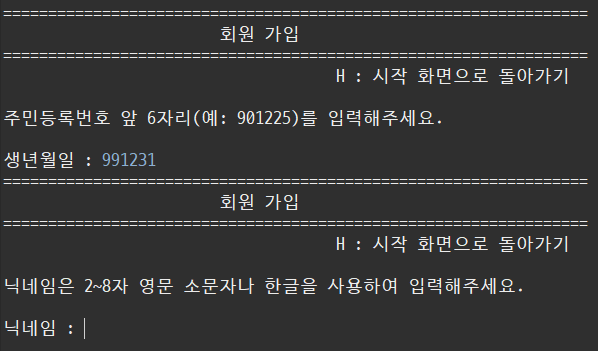 =================================================================
회원 가입
=================================================================
H : 시작 화면으로 돌아가기
주민등록번호 앞 6자리(예: 901225)를 입력해주세요.
생년월일 : 991231
=================================================================
회원 가입
=================================================================
H : 시작 화면으로 돌아가기
닉네임은 2~8자 영문 소문자나 한글을 사용하여 입력해주세요.
닉네임 :